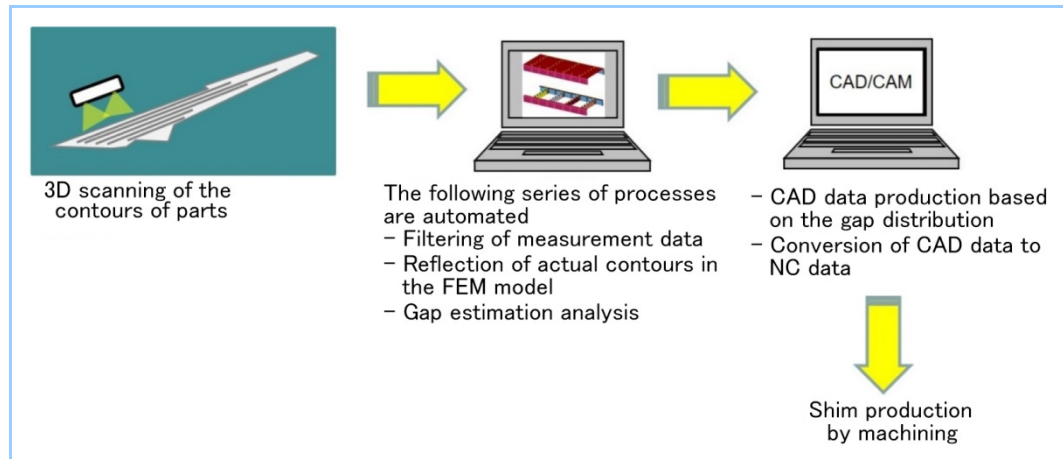 3D scanning of the
contours of parts
The following series of processes
are automated
– Filtering of measurement data
– Reflection of actual contours in
the FEM model
– Gap estimation analysis
CAD/CAM
– CAD data production based
on the gap distribution
– Conversion of CAD data to
NC data
Shim production
by machining